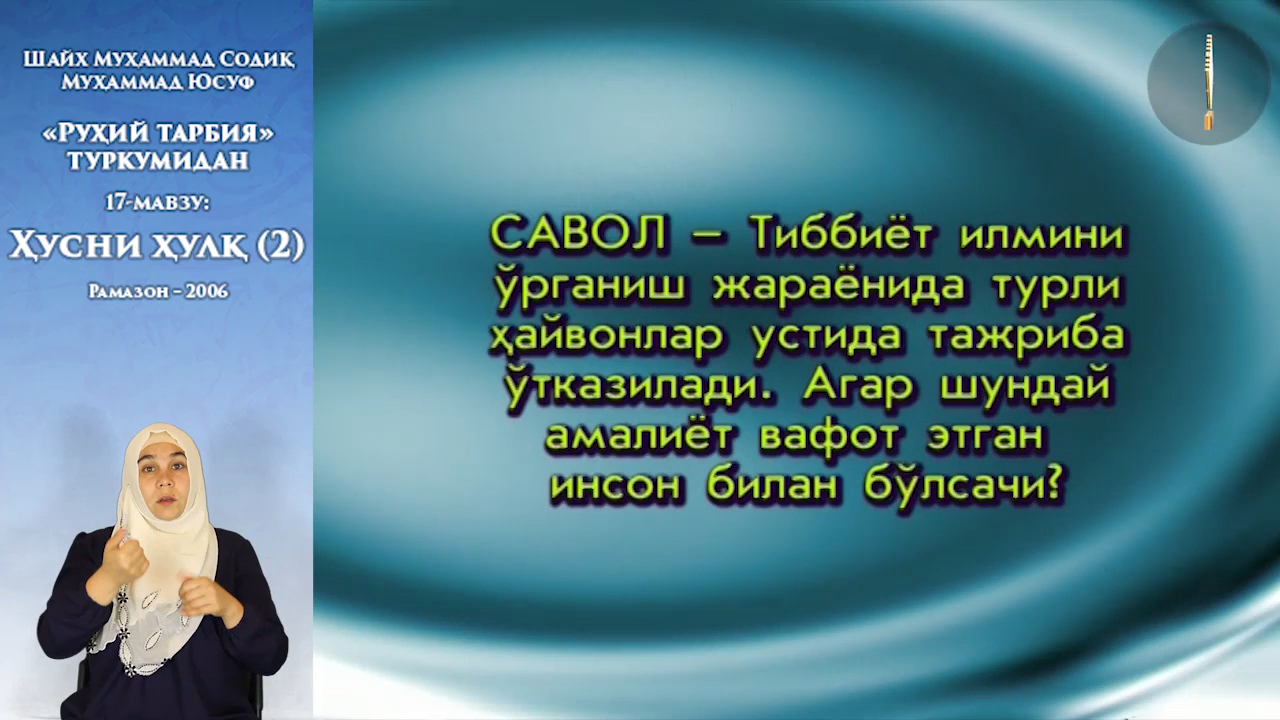 Шайх Муҳаммад Содиқ
Муҳаммад Юсуф
«Руҳий тарбия»
туркумидан
17-мавзу:
Ҳусни хулқ (2)
Рамазон – 2006
САВОЛ – Тиббиёт илмини
ўрганиш жараёнида турли
ҳайвонлар устида тажриба
ўтказилади. Агар шундай
амалиёт вафот этган
инсон билан бўлсачи?